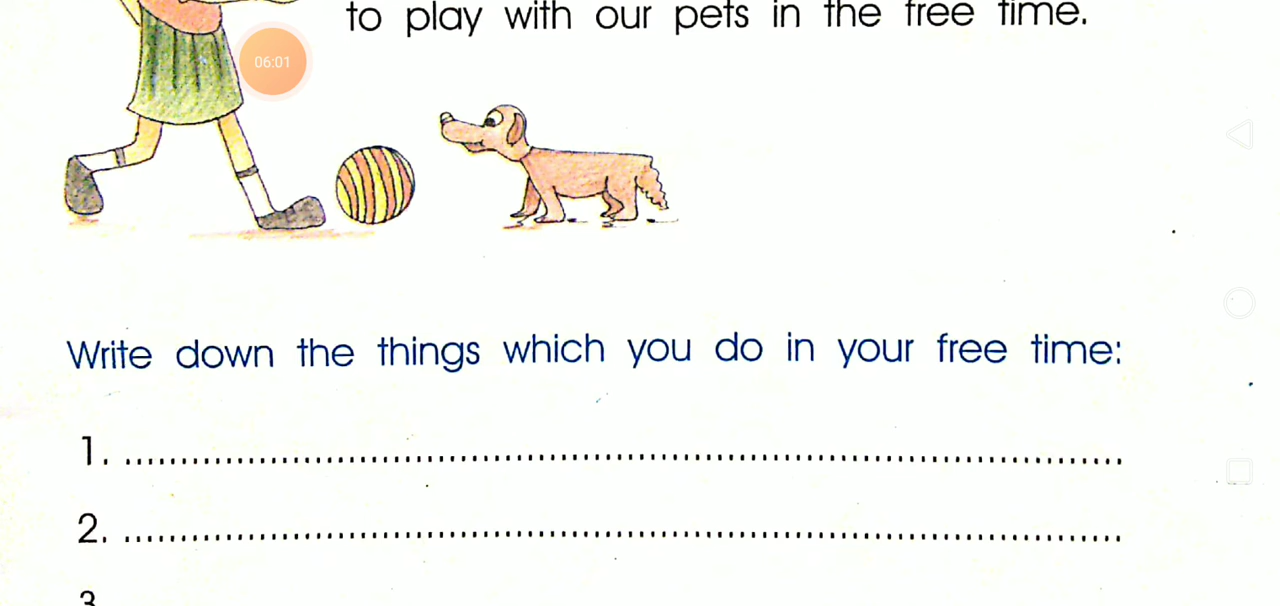 to play with our pets in the free time.
06:01
Write down the things which you do in your free time:
1. ................................................................
2. ................................................................
3